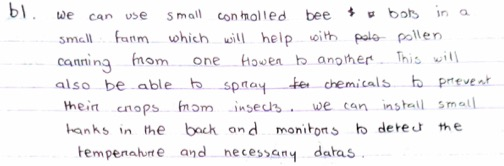 b1. We can use small controlled bee bots in a
small farm which will help with pollen
carrying from one flower to another. This will
also be able to spray chemicals to prevent
their crops from insects. We can install small
tanks in the back and monitors to detect the
temperature and necessary datas.